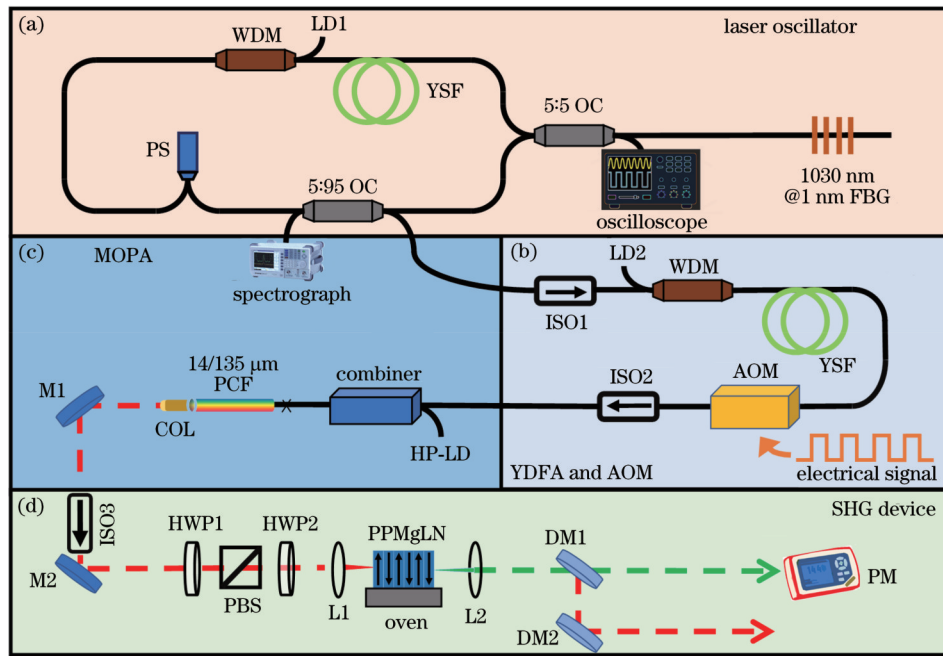 (a)
laser oscillator
LD1
WDM
YSF
5:5 OC
PS
5:95 OC
oscilloscope
1030 nm
@1 nm FBG
(c)
MOPA
spectrograph
(b)
LD2
WDM
ISO1
YSF
14/135 μm
PCF
combiner
M1
COL
HP-LD
ISO2
AOM
electrical signal
YDFA and AOM
(d)
SHG device
ISO3
HWP1
HWP2
PPMgLN
DM1
M2
PBS
L1
oven
L2
PM
DM2